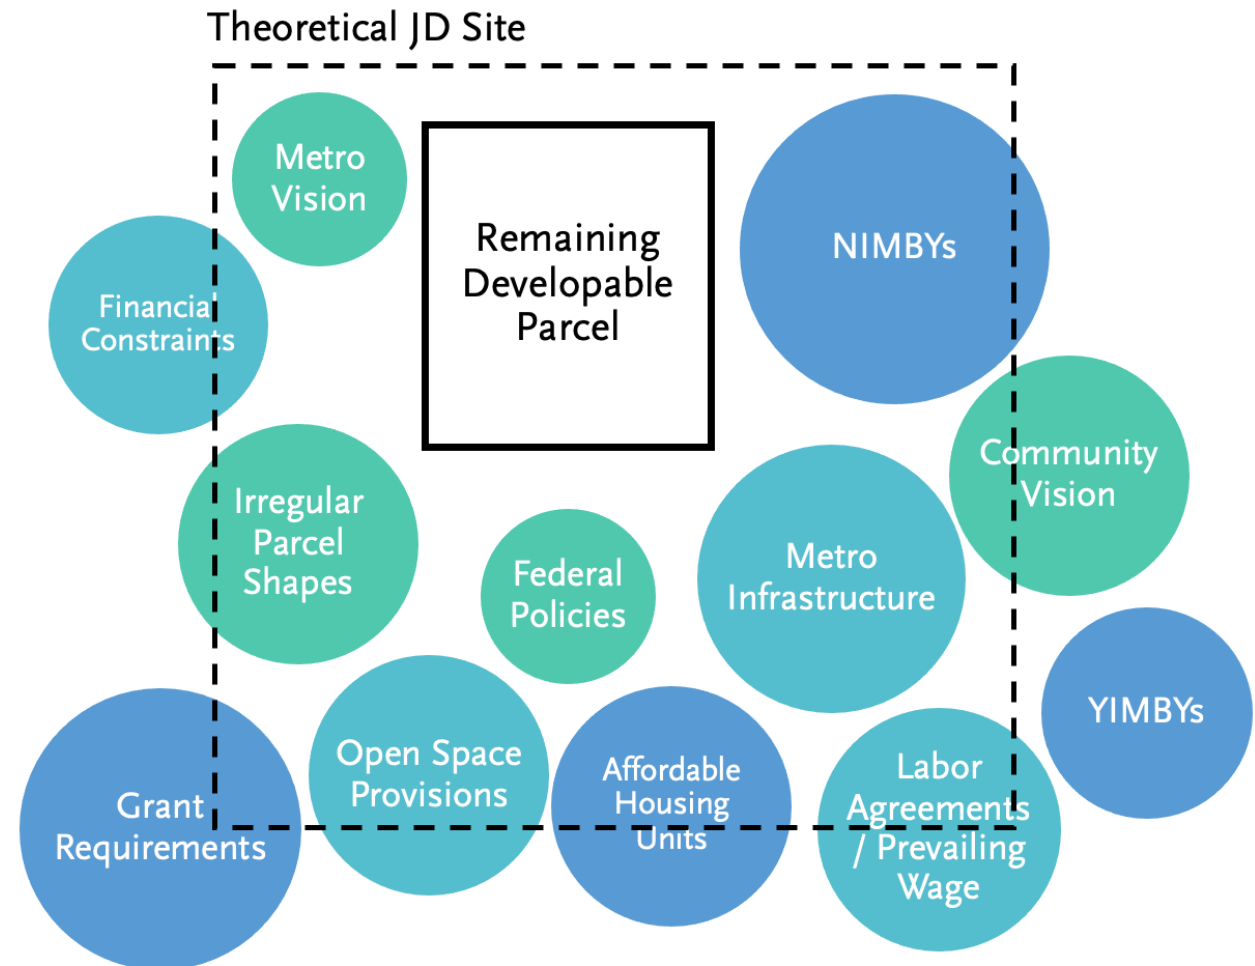 Theoretical JD Site
Metro
Vision
Remaining
Developable
Parcel
NIMBYs
Financial
Constraints
Community
Vision
Irregular
Parcel
Shapes
Federal
Policies
Metro
Infrastructure
YIMBYs
Open Space
Provisions
Affordable
Housing
Units
Labor
Agreements
/ Prevailing
Wage
Grant
Requirements